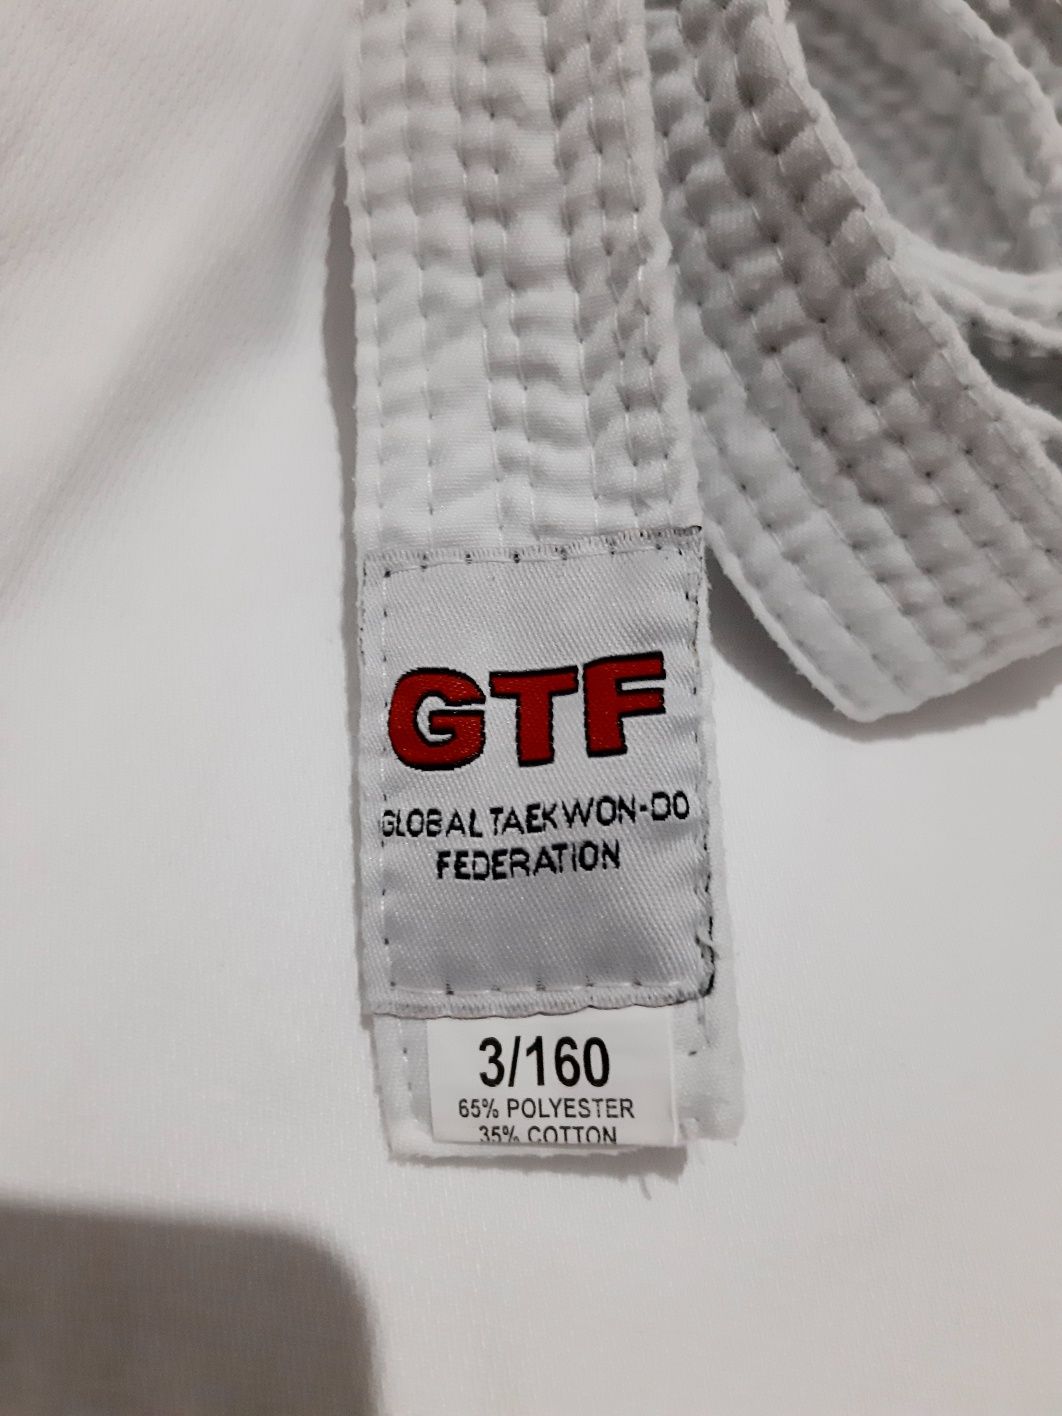 GTF
GLOBAL TAEKWON-DO
FEDERATION
3/160
65% POLYESTER
35% COTTON